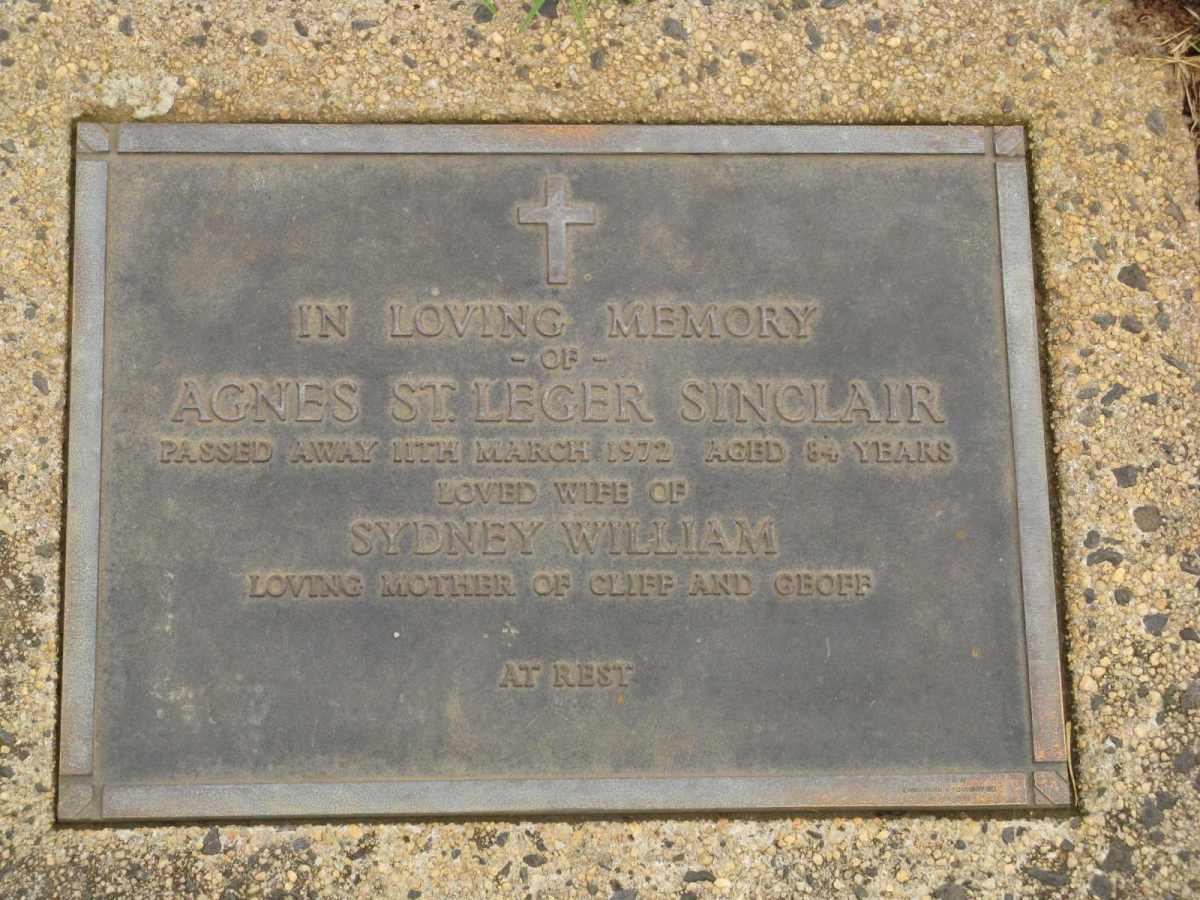 IN LOVING MEMORY
- OF -
AGNES ST. LEGER SINCLAIR
PASSED AWAY 11TH MARCH 1972 AGED 84 YEARS
LOVED WIFE OF
SYDNEY WILLIAM
LOVING MOTHER OF CLIFF AND GEOFF
AT REST